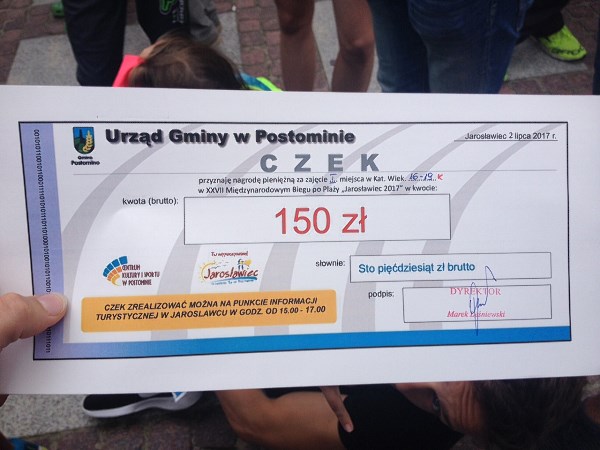 Urząd Gminy w Postominie
Jarosławiec 2 lipca 2017 r.
Gmina
Postomino
CZEK
przyznaję nagrodę pieniężną za zajęcie I. miejsca w Kat. Wiek. 16-19 K
w XXVII Międzynarodowym Biegu po Plaży „Jarosławiec 2017" w kwocie:
kwota (brutto):
150 zł
CENTRUM
KULTURY I SPORTU
W POSTOMINIE
Tu wypoczniesz!
Jarosławiec
słownie:
Sto pięćdziesiąt zł brutto
CZEK ZREALIZOWAĆ MOŻNA NA PUNKCIE INFORMACJI
TURYSTYCZNEJ W JAROSŁAWCU W GODZ. OD 15.00 - 17.00
podpis:
DYREKTOR
Marek